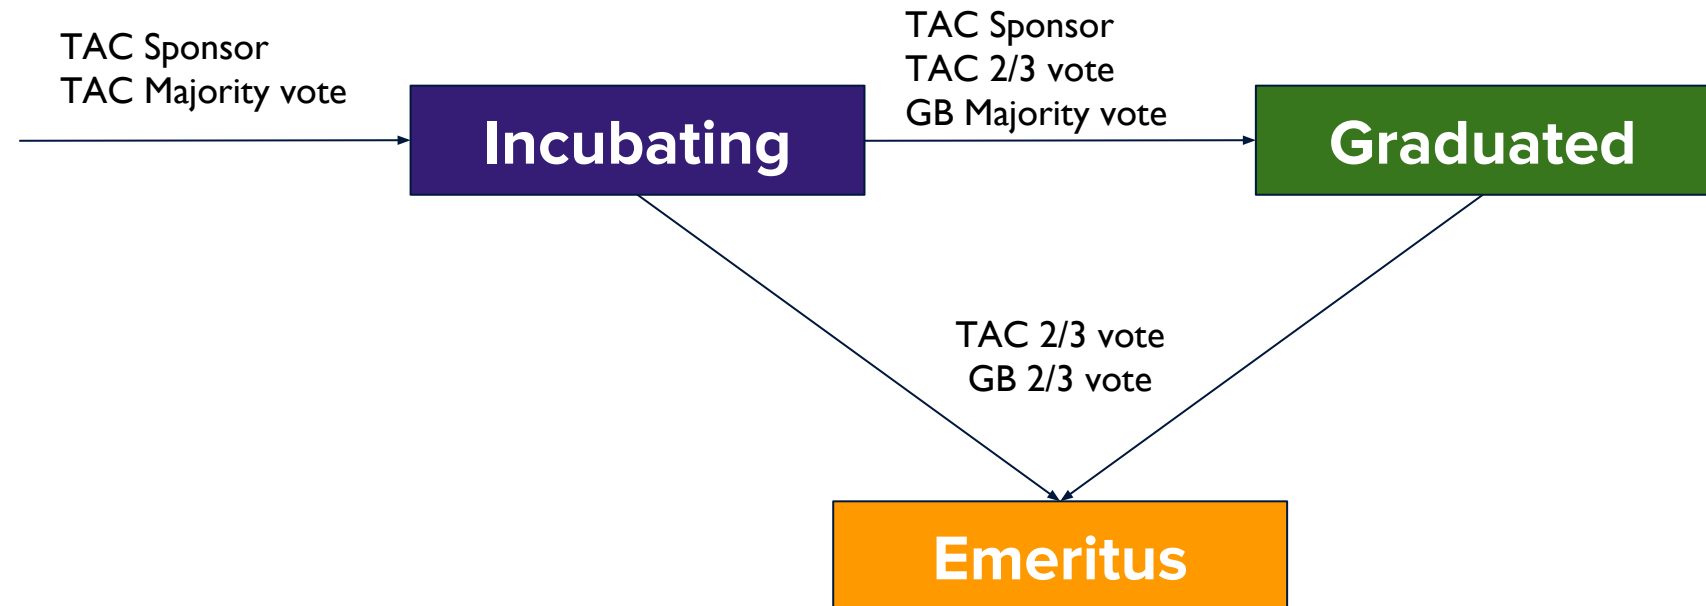 TAC Sponsor
TAC Majority vote
TAC Sponsor
TAC 2/3 vote
GB Majority vote
Incubating
Graduated
TAC 2/3 vote
GB 2/3 vote
Emeritus